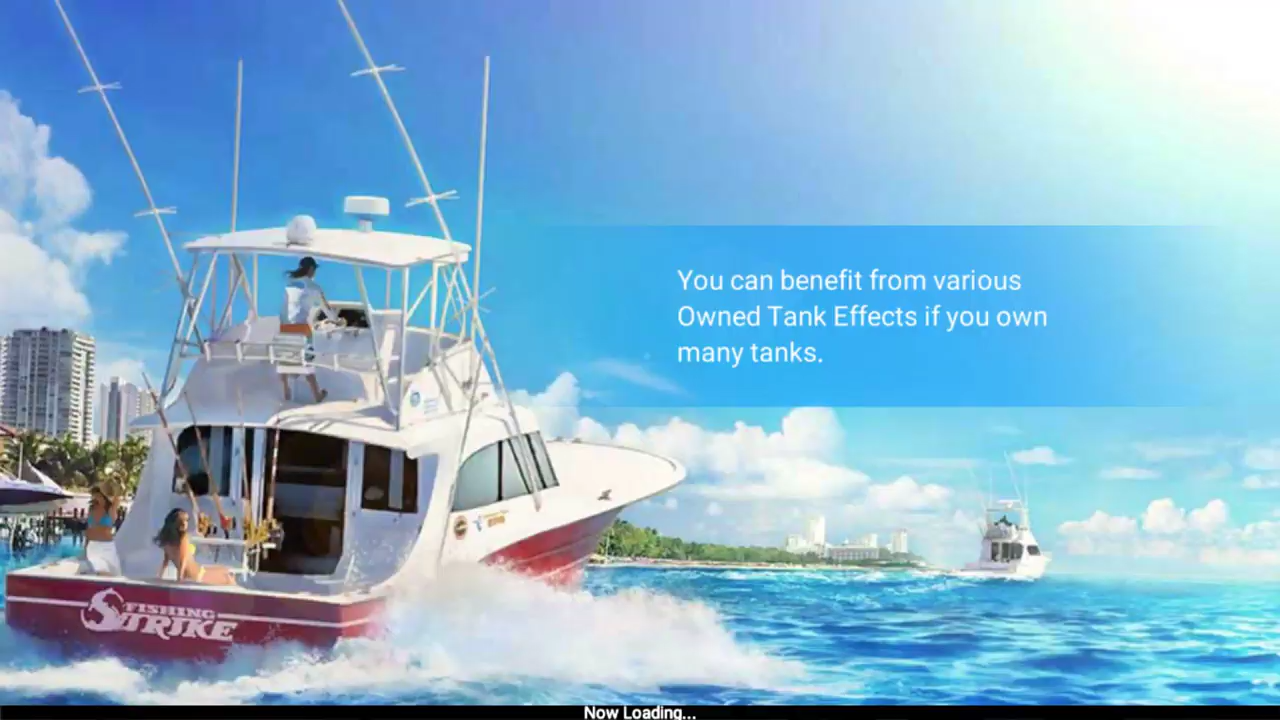 You can benefit from various
Owned Tank Effects if you own
many tanks.
FISHING
STRIKE
Now Loading...